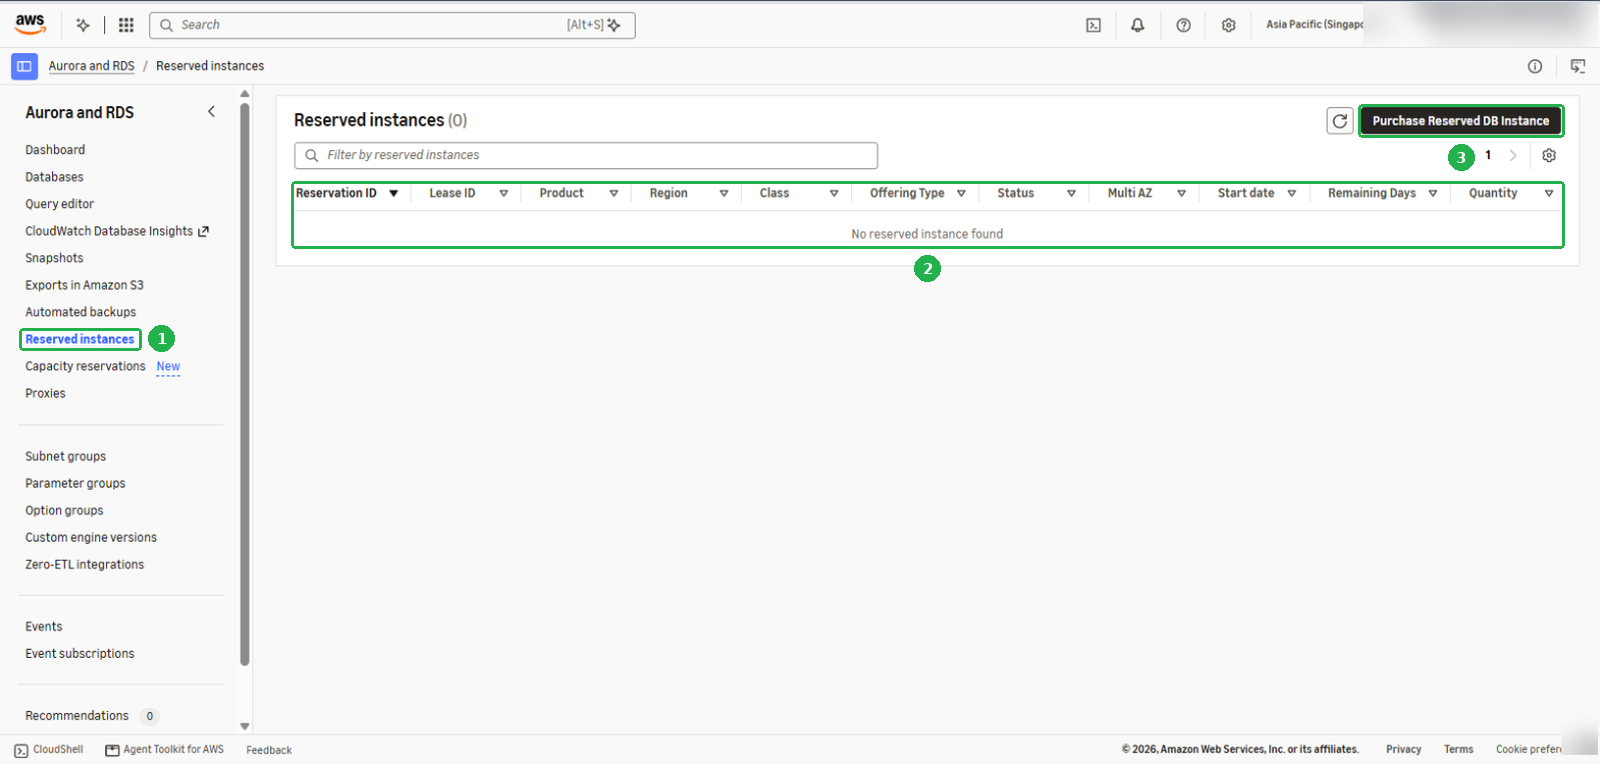 aws
Search [Alt+S]
Asia Pacific (Singapo
Aurora and RDS / Reserved instances
Aurora and RDS
Dashboard
Databases
Query editor
CloudWatch Database Insights
Snapshots
Exports in Amazon S3
Automated backups
Reserved instances 1
Capacity reservations New
Proxies
Subnet groups
Parameter groups
Option groups
Custom engine versions
Zero-ETL integrations
Events
Event subscriptions
Recommendations 0
Reserved instances (0)
Purchase Reserved DB Instance
Filter by reserved instances
3 1
Reservation ID Lease ID Product Region Class Offering Type Status Multi AZ Start date Remaining Days Quantity
No reserved instance found
2
CloudShell Agent Toolkit for AWS Feedback
© 2026, Amazon Web Services, Inc. or its affiliates. Privacy Terms Cookie prefer